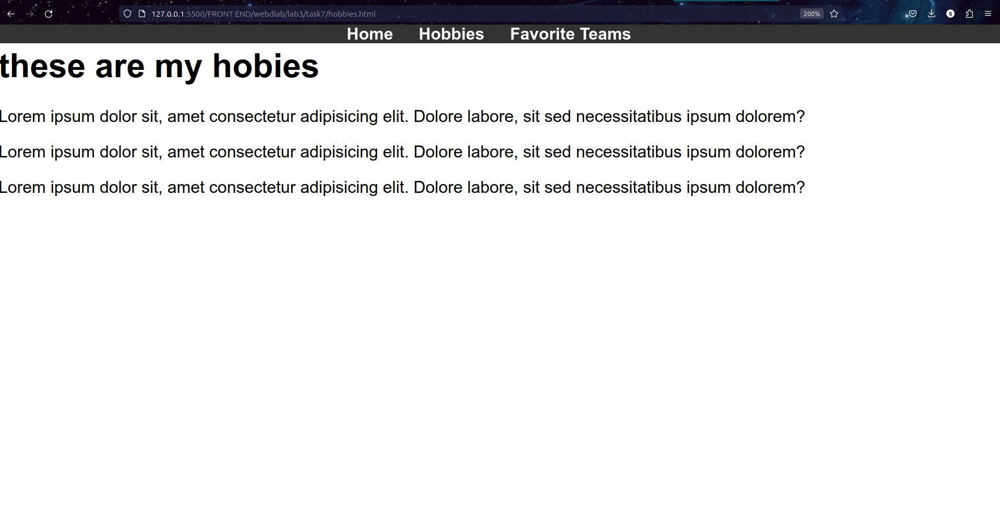 127.0.0.1:5500/FRONT END/webdlab/lab3/task7/hobbies.html 200% S
Home Hobbies Favorite Teams
these are my hobies
Lorem ipsum dolor sit, amet consectetur adipisicing elit. Dolore labore, sit sed necessitatibus ipsum dolorem?
Lorem ipsum dolor sit, amet consectetur adipisicing elit. Dolore labore, sit sed necessitatibus ipsum dolorem?
Lorem ipsum dolor sit, amet consectetur adipisicing elit. Dolore labore, sit sed necessitatibus ipsum dolorem?